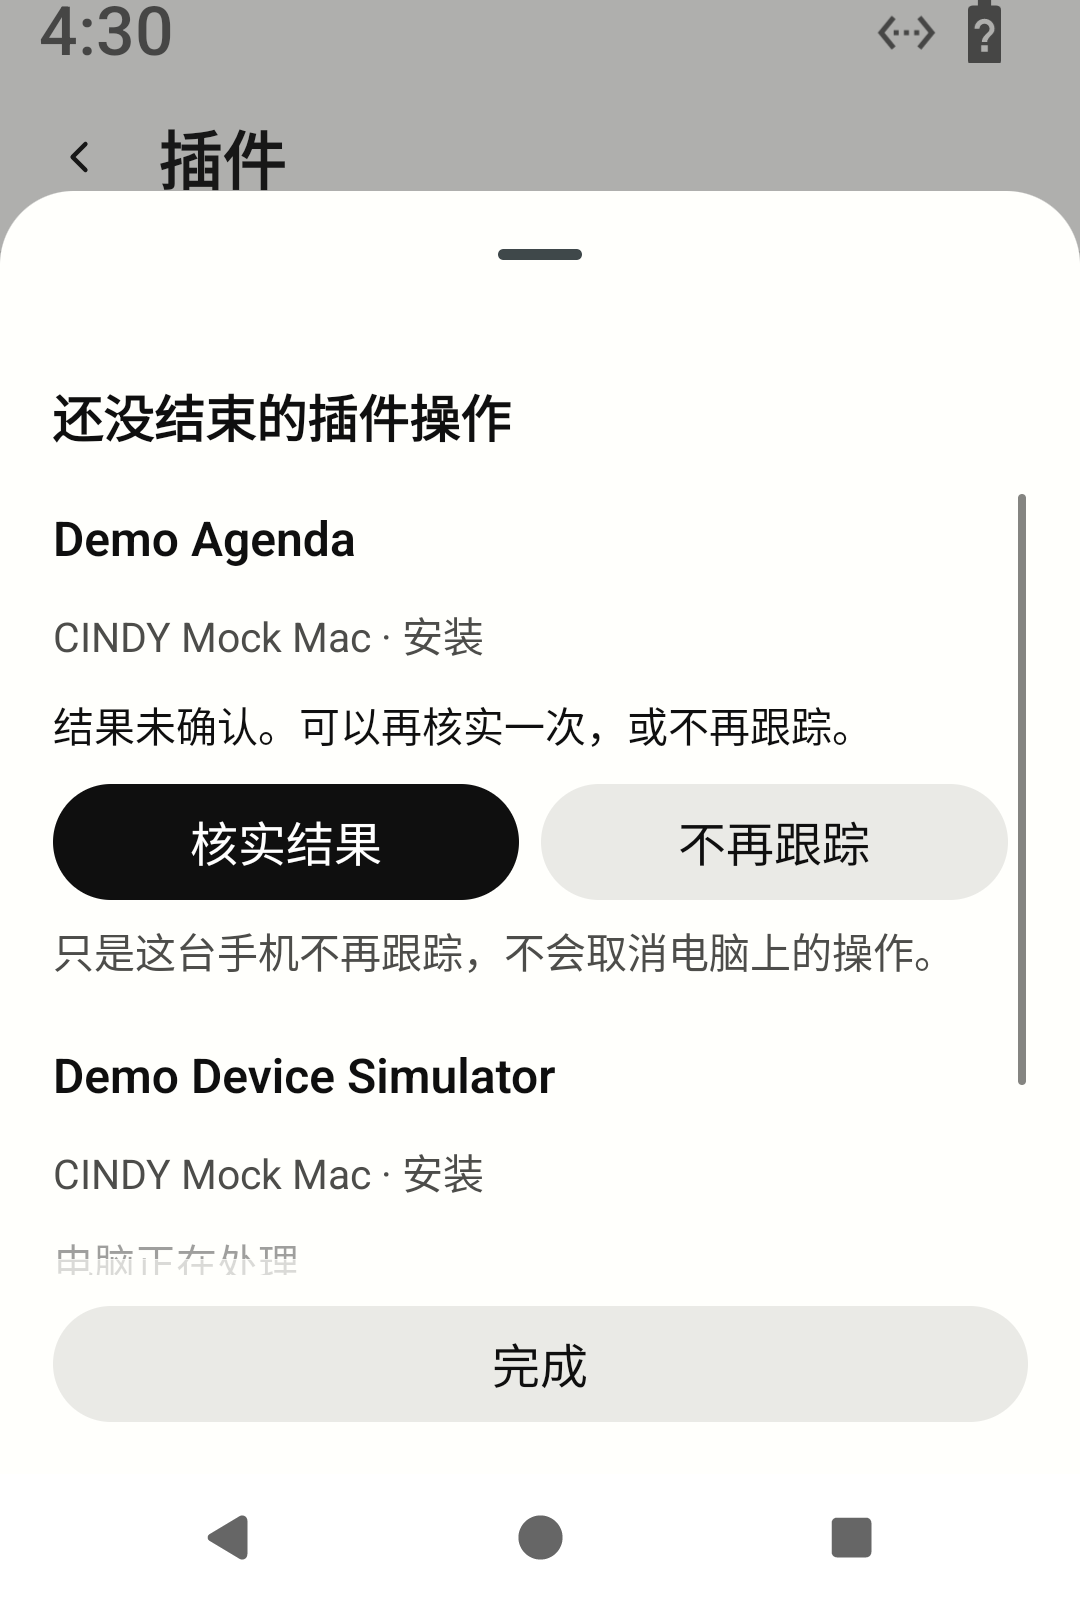 4:30
插件
还没结束的插件操作
Demo Agenda
CINDY Mock Mac · 安装
结果未确认。可以再核实一次，或不再跟踪。
核实结果
不再跟踪
只是这台手机不再跟踪，不会取消电脑上的操作。
Demo Device Simulator
CINDY Mock Mac · 安装
电脑正在处理
完成